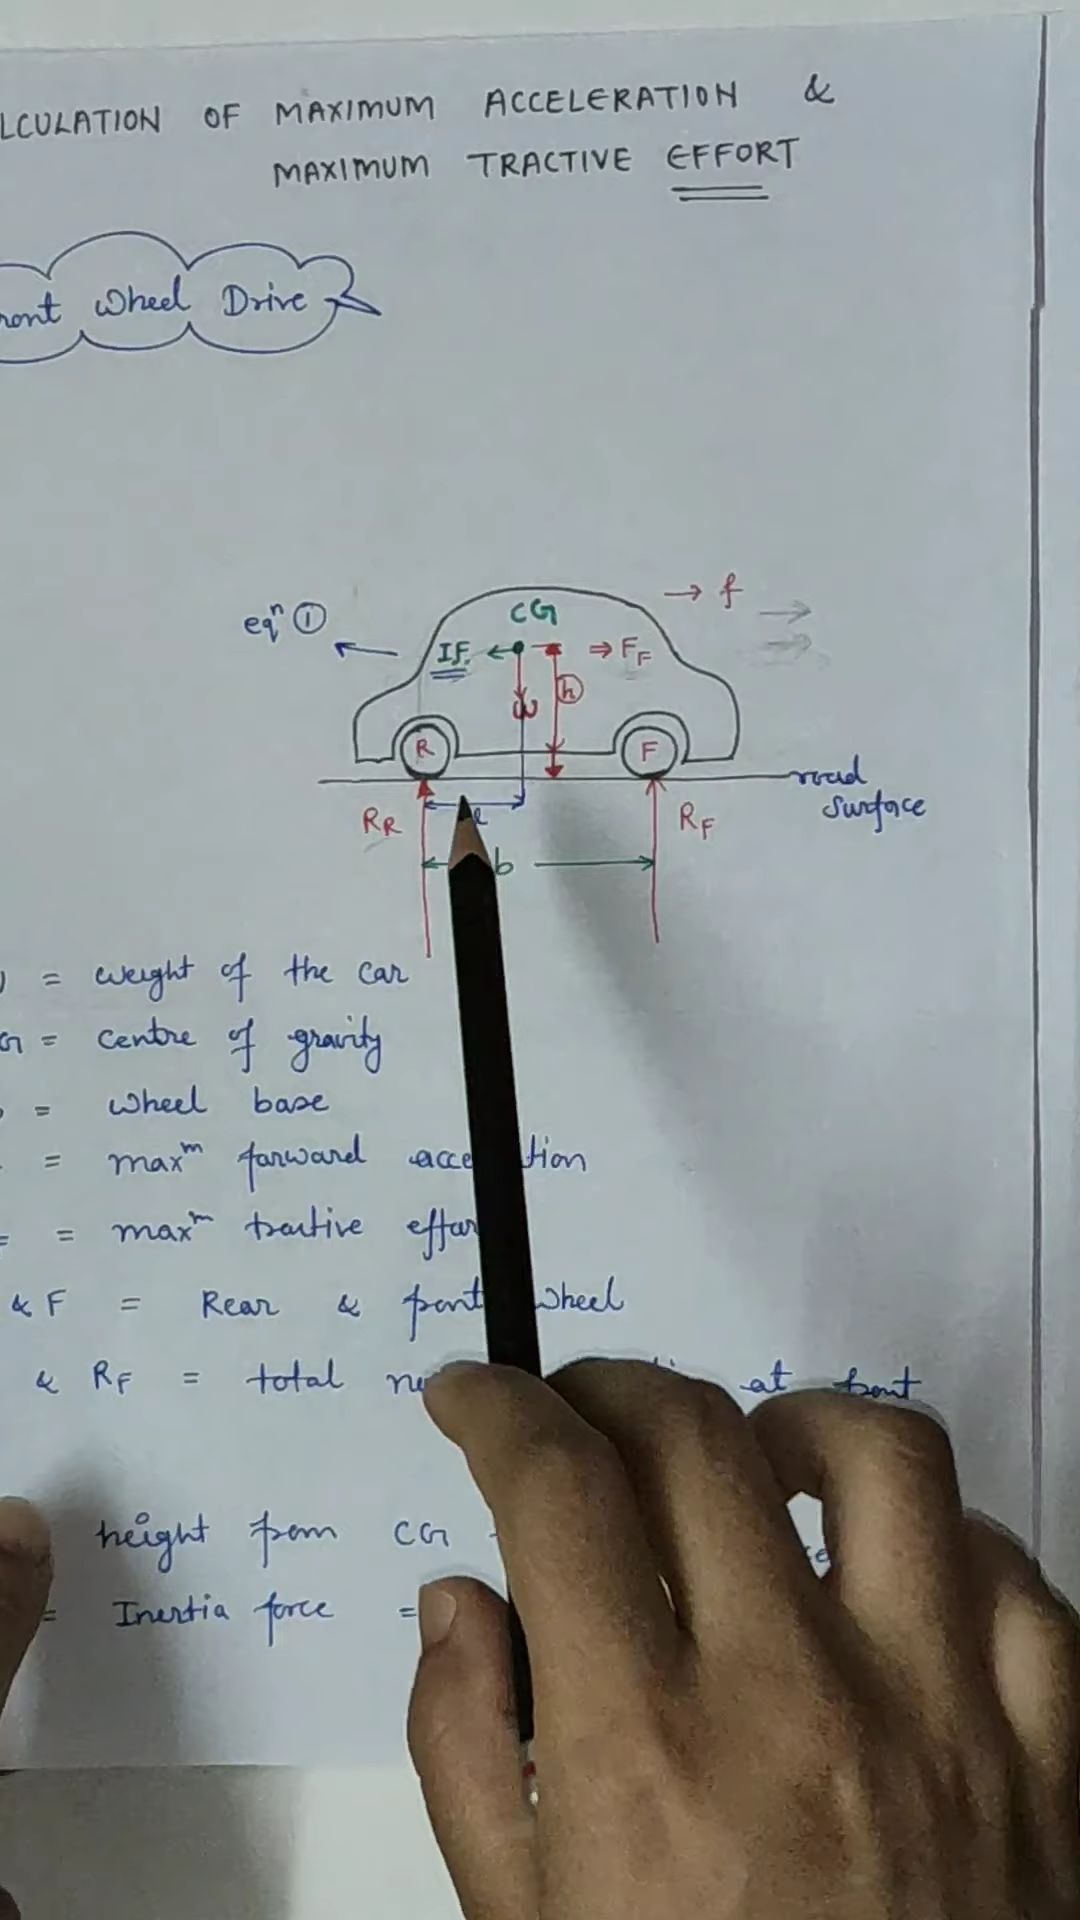 LCULATION OF MAXIMUM ACCELERATION &
MAXIMUM TRACTIVE EFFORT
ront Wheel Drive
eqⁿ ①
CG
→ f
IF
⇒ F_F
W
h
R
F
road
surface
R_R
R_F
b
= weight of the car
G = centre of gravity
= wheel base
= maxᵐ forward acce tion
= maxᵐ tractive effor
& F = Rear & front wheel
& R_F = total at front
height from CG
= Inertia force =